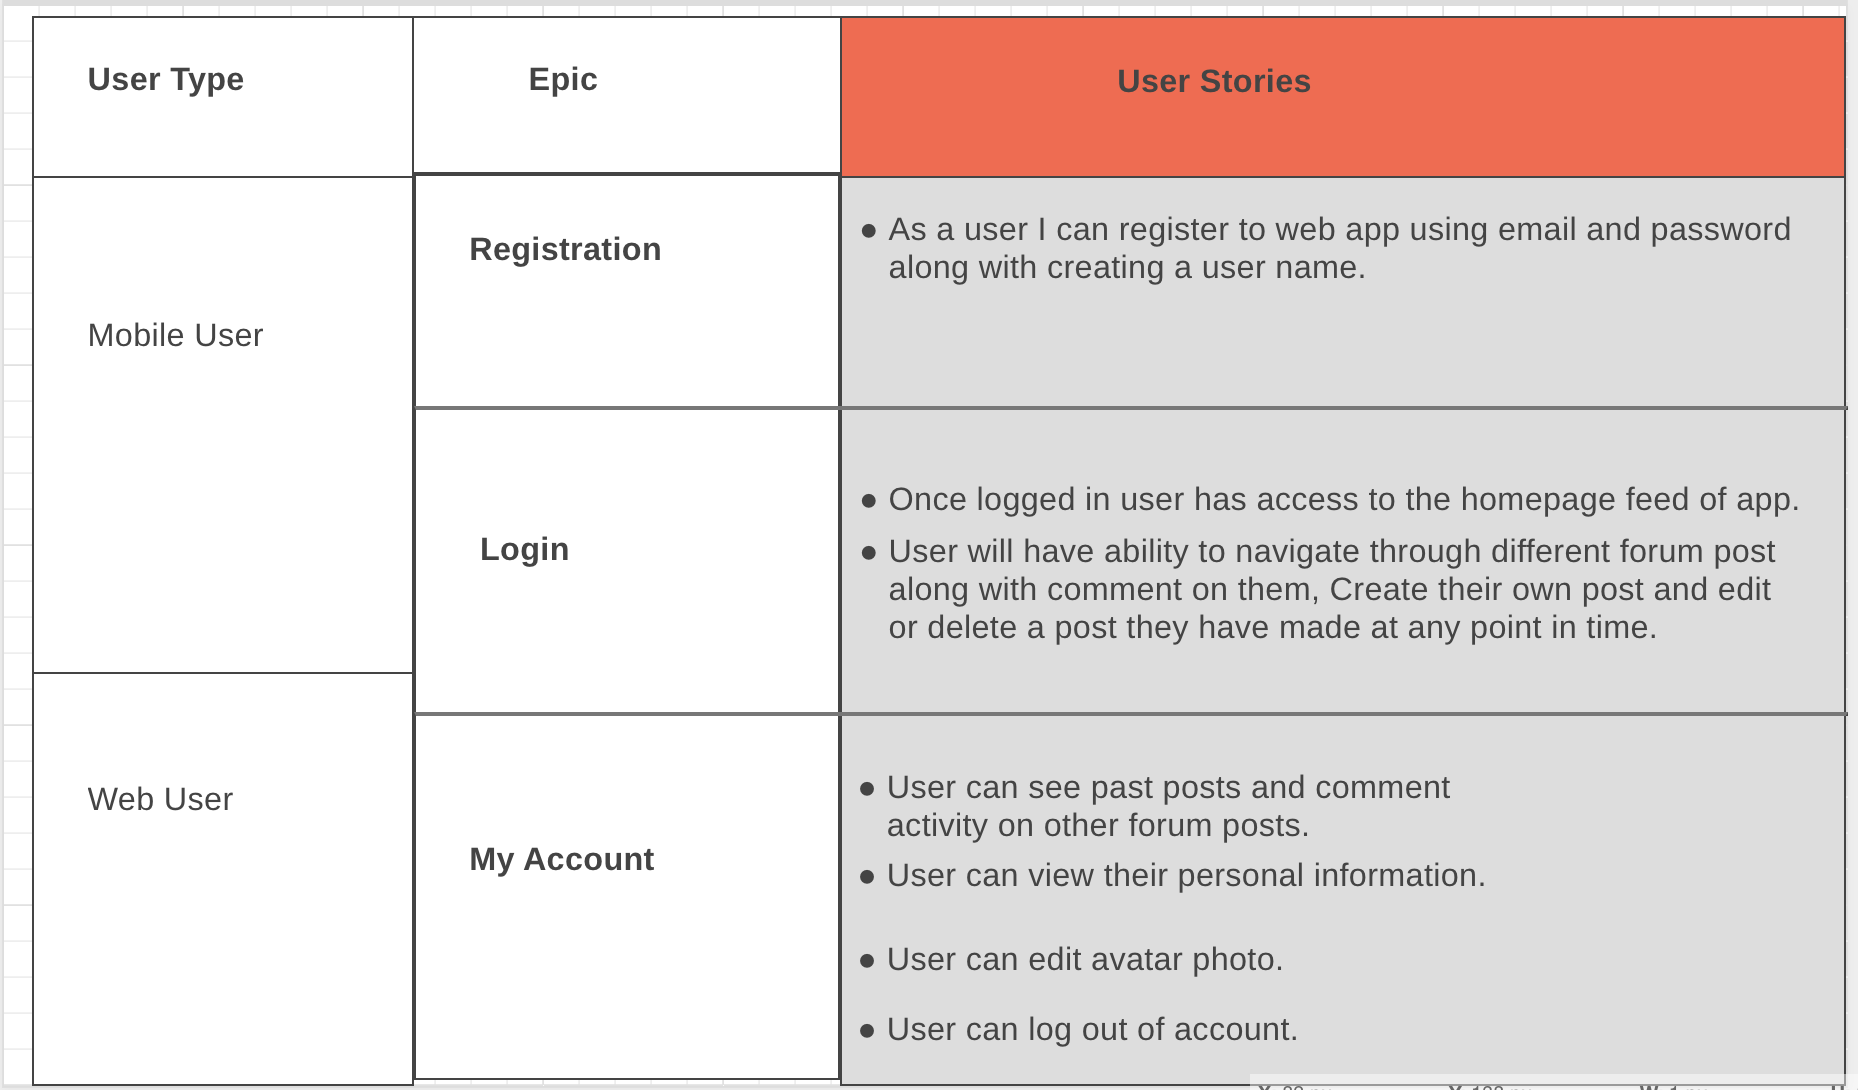 User Type
Epic
User Stories
Mobile User
Registration
● As a user I can register to web app using email and password
along with creating a user name.
Login
● Once logged in user has access to the homepage feed of app.
● User will have ability to navigate through different forum post
along with comment on them, Create their own post and edit
or delete a post they have made at any point in time.
Web User
My Account
● User can see past posts and comment
activity on other forum posts.
● User can view their personal information.
● User can edit avatar photo.
● User can log out of account.